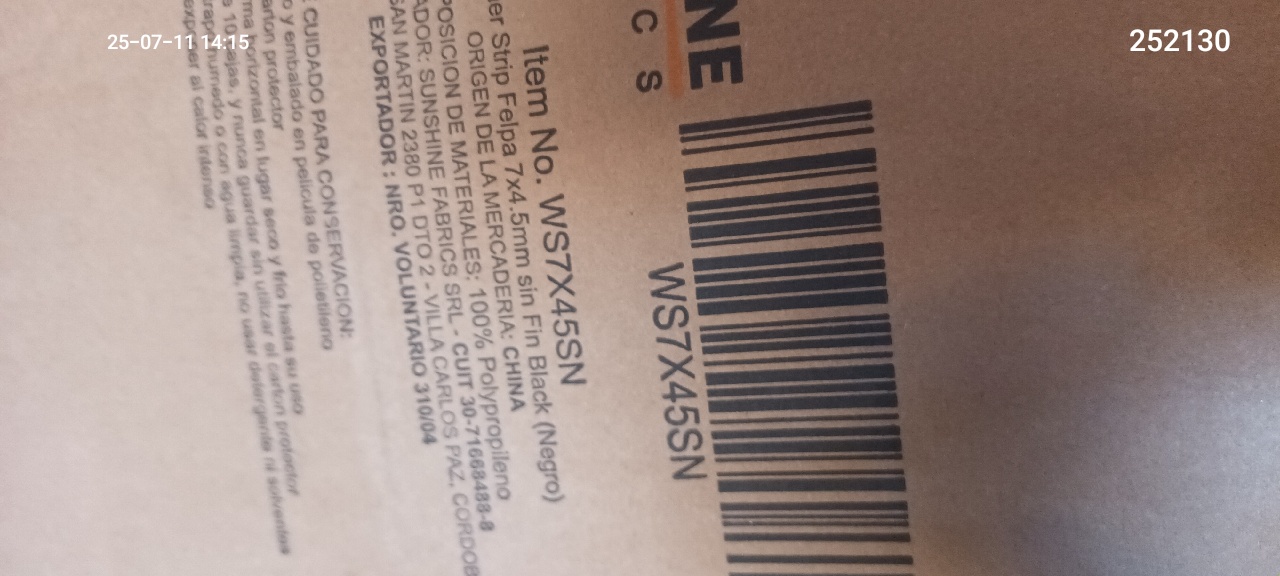 25-07-11 14:15
252130
NE
C S
WS7X45SN
Item No. WS7X45SN
er Strip Felpa 7x4.5mm sin Fin Black (Negro)
ORIGEN DE LA MERCADERIA: CHINA
POSICION DE MATERIALES: 100% Polypropileno
ADOR: SUNSHINE FABRICS SRL - CUIT 30-71668488-8
SAN MARTIN 2380 P1 DTO 2 - VILLA CARLOS PAZ, CORDOB
EXPORTADOR : NRO. VOLUNTARIO 310/04
CUIDADO PARA CONSERVACION:
o y embalado en pelicula de polietileno
arton protector
ma horizontal en lugar seco y frio hasta su uso
10 cajas, y nunca guardar sin utilizar el carton protector
trapo humedo o con agua limpia, no usar detergente ni solventes
exponer al calor intenso